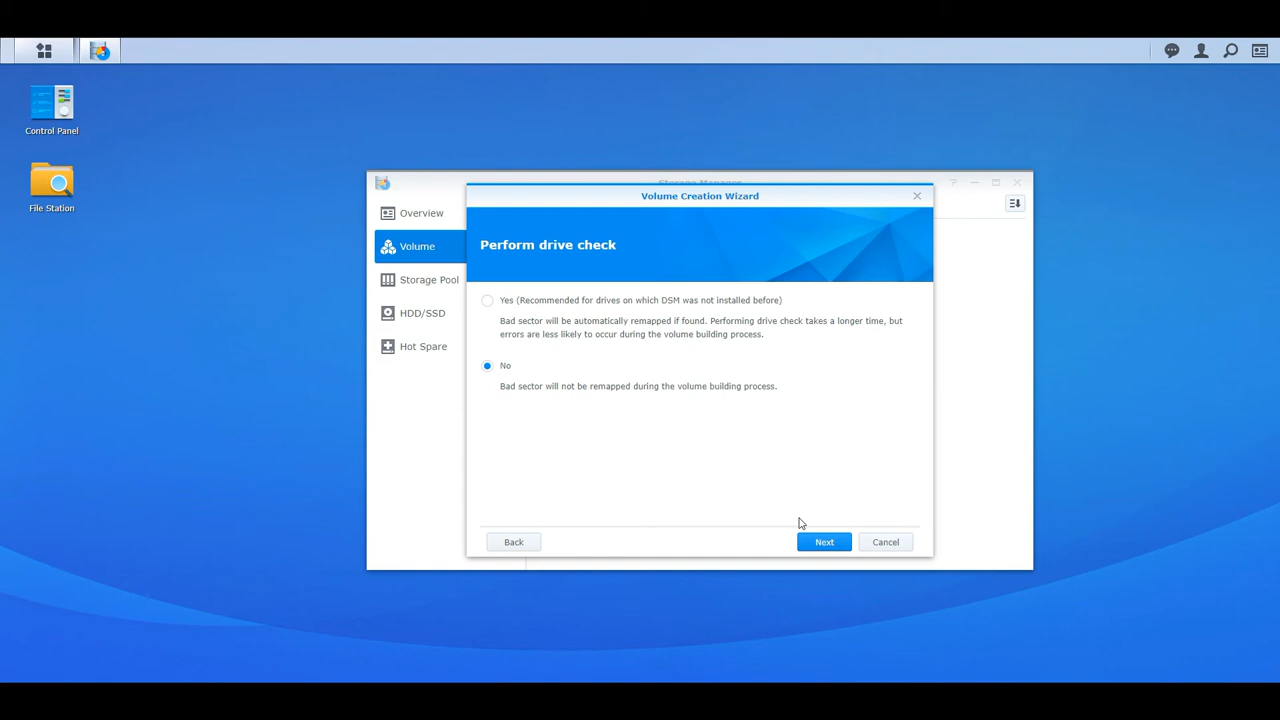 Control Panel
File Station
Storage Manager
Overview
Volume
Storage Pool
HDD/SSD
Hot Spare
Volume Creation Wizard
Perform drive check
Yes (Recommended for drives on which DSM was not installed before)
Bad sector will be automatically remapped if found. Performing drive check takes a longer time, but
errors are less likely to occur during the volume building process.
No
Bad sector will not be remapped during the volume building process.
Back
Next
Cancel